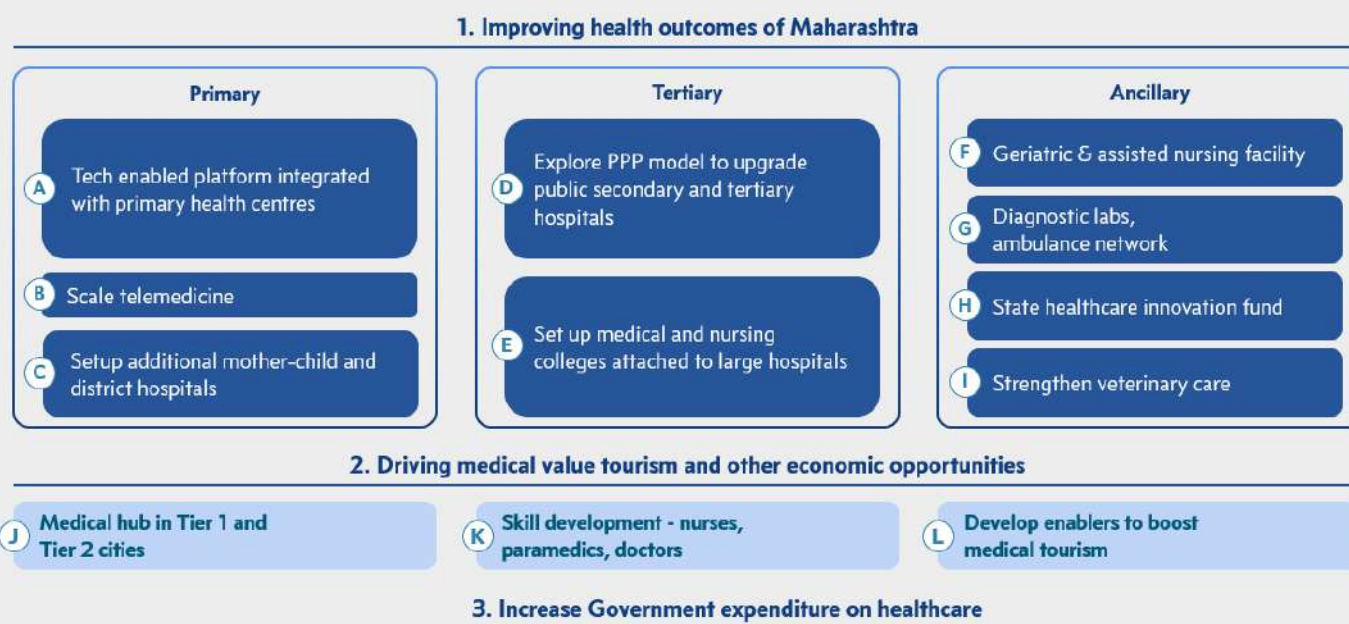 1. Improving health outcomes of Maharashtra
Primary
A
Tech enabled platform integrated
with primary health centres
B
Scale telemedicine
C
Setup additional mother-child and
district hospitals
Tertiary
D
Explore PPP model to upgrade
public secondary and tertiary
hospitals
E
Set up medical and nursing
colleges attached to large hospitals
Ancillary
F
Geriatric & assisted nursing facility
G
Diagnostic labs,
ambulance network
H
State healthcare innovation fund
I
Strengthen veterinary care
2. Driving medical value tourism and other economic opportunities
J
Medical hub in Tier 1 and
Tier 2 cities
K
Skill development - nurses,
paramedics, doctors
L
Develop enablers to boost
medical tourism
3. Increase Government expenditure on healthcare